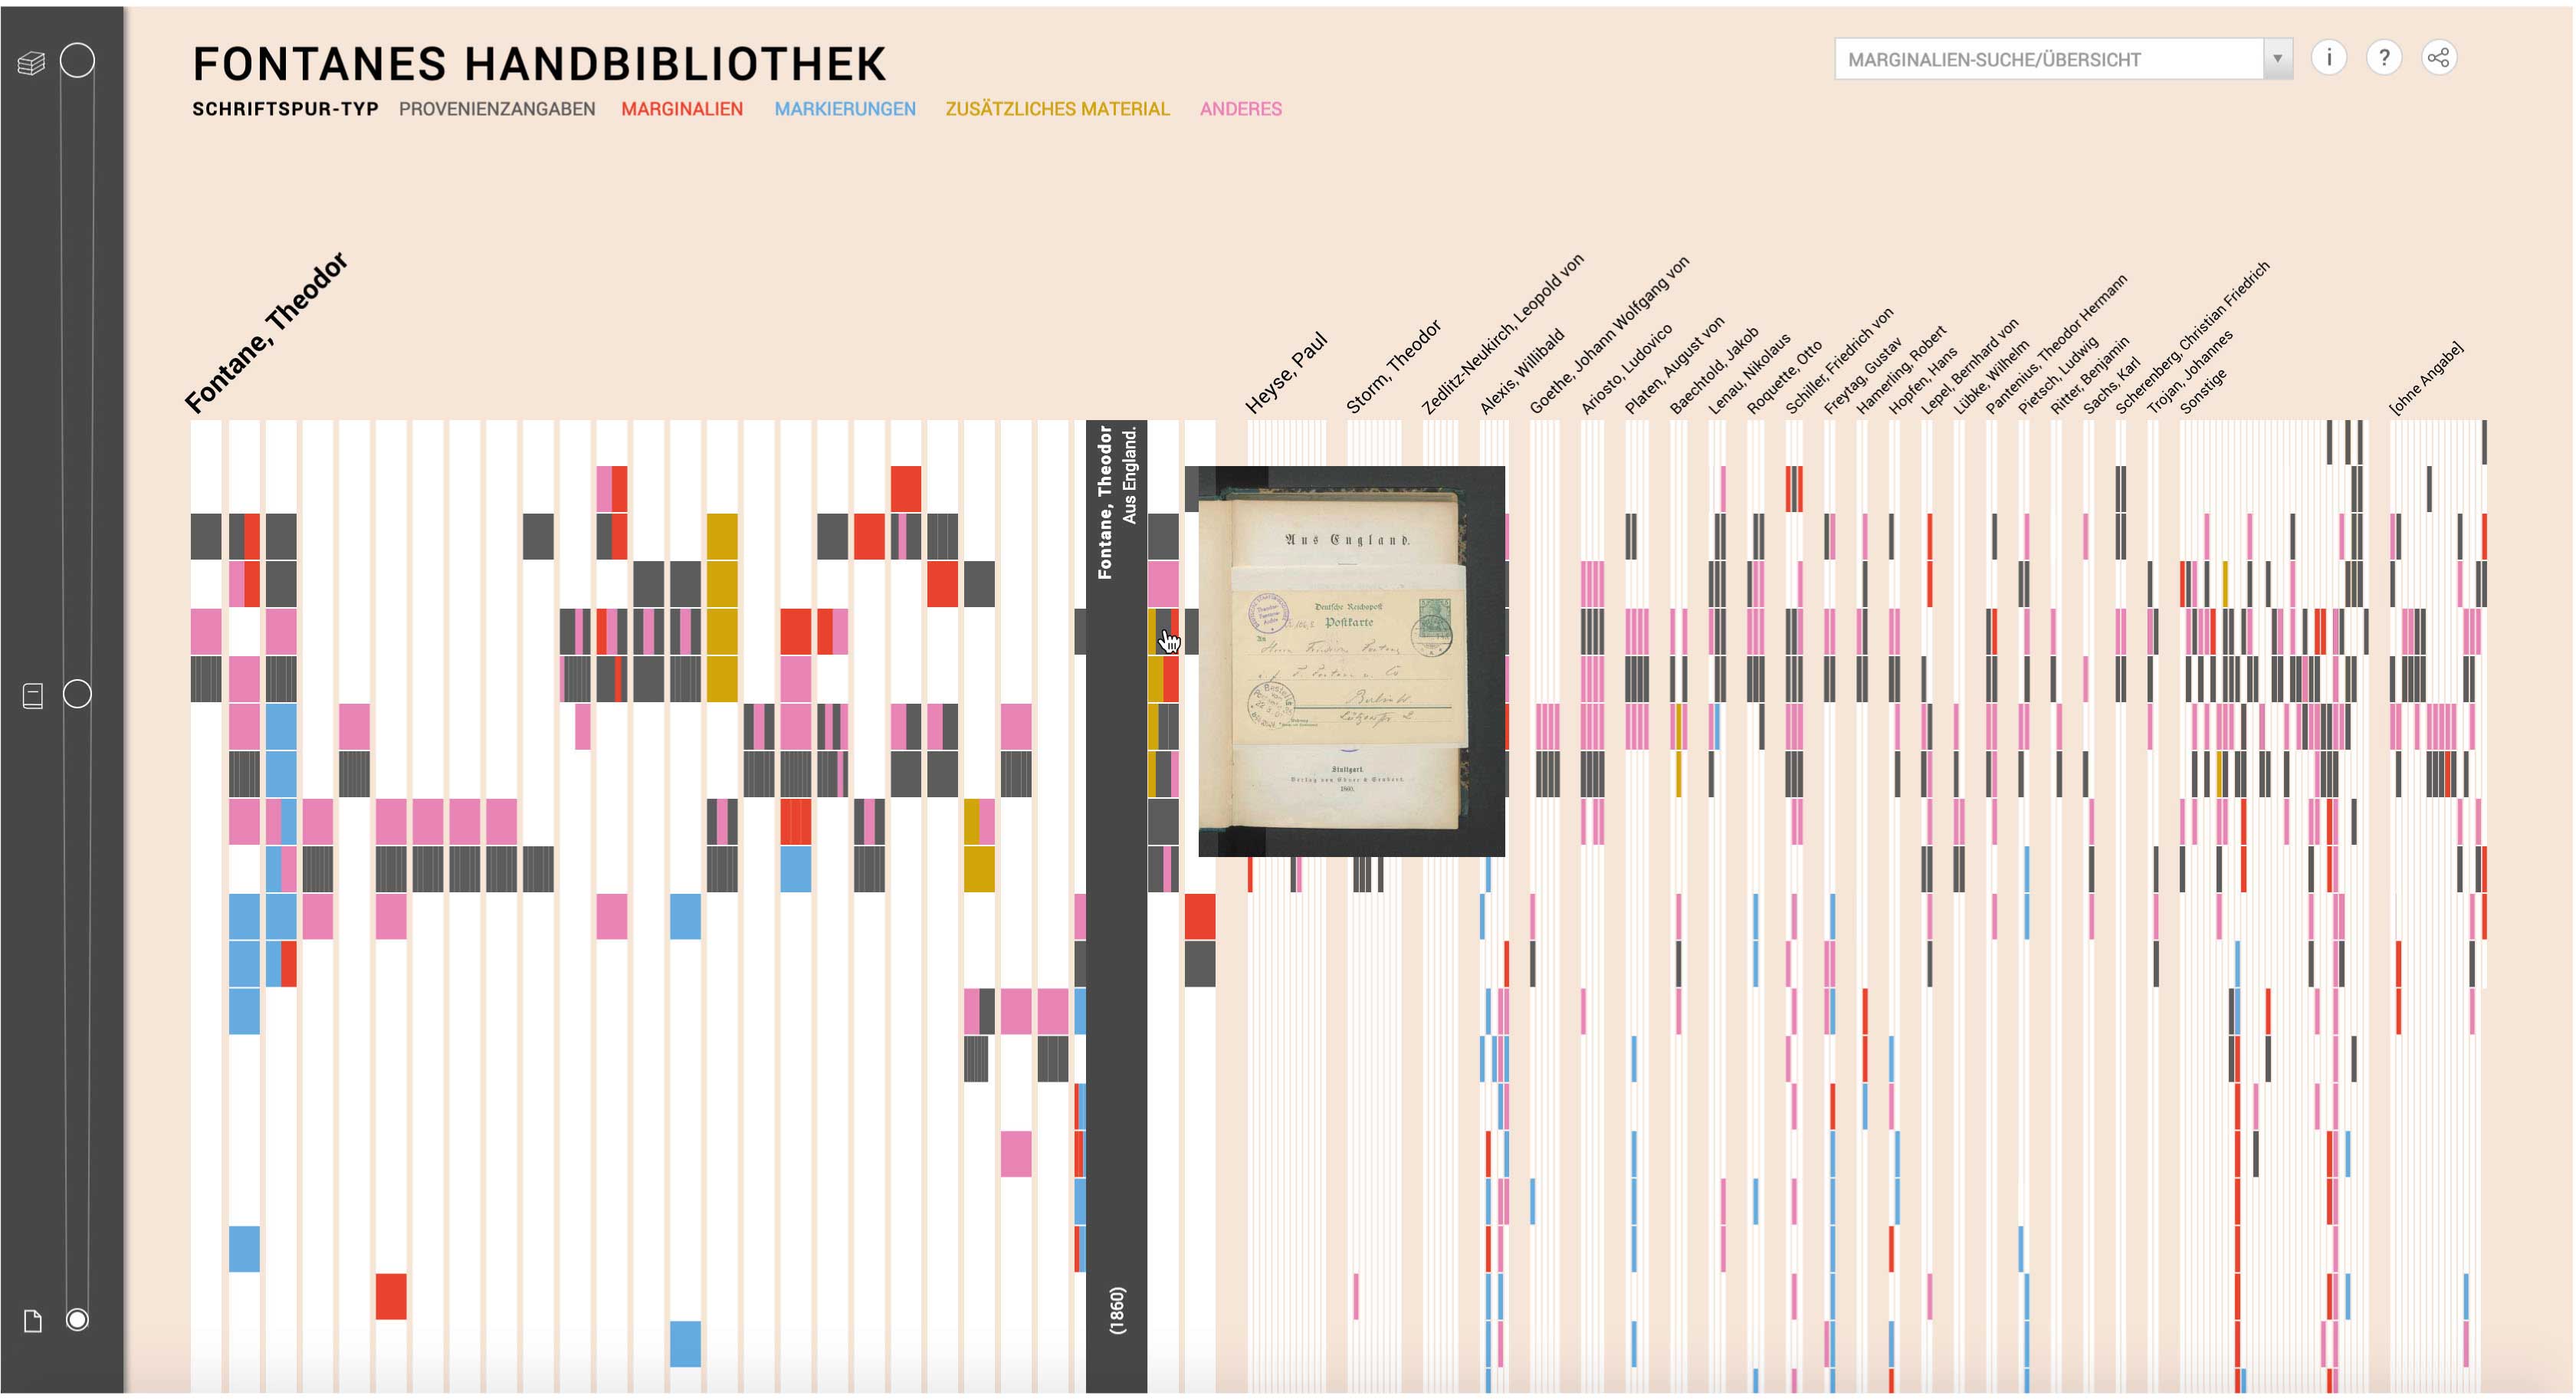 FONTANES HANDBIBLIOTHEK
MARGINALIEN-SUCHE/ÜBERSICHT
i
?
SCHRIFTSPUR-TYP PROVENIENZANGABEN MARGINALIEN MARKIERUNGEN ZUSÄTZLICHES MATERIAL ANDERES
Fontane, Theodor
Heyse, Paul
Storm, Theodor
Zedlitz-Neukirch, Leopold von
Alexis, Willibald
Goethe, Johann Wolfgang von
Ariosto, Ludovico
Platen, August von
Baechtold, Jakob
Lenau, Nikolaus
Roquette, Otto
Schiller, Friedrich von
Freytag, Gustav
Hamerling, Robert
Hopfen, Hans
Lepel, Bernhard von
Lübke, Wilhelm
Pantenius, Theodor Hermann
Pietsch, Ludwig
Ritter, Benjamin
Sachs, Karl
Scherenberg, Christian Friedrich
Trojan, Johannes
Sonstige
[ohne Angabe]
Fontane, Theodor
Aus England.
(1860)
Aus England.
Deutsche Reichspost
Postkarte
An
Berlin W.
Stuttgart.
Verlag von Ebner & Seubert.
1860.